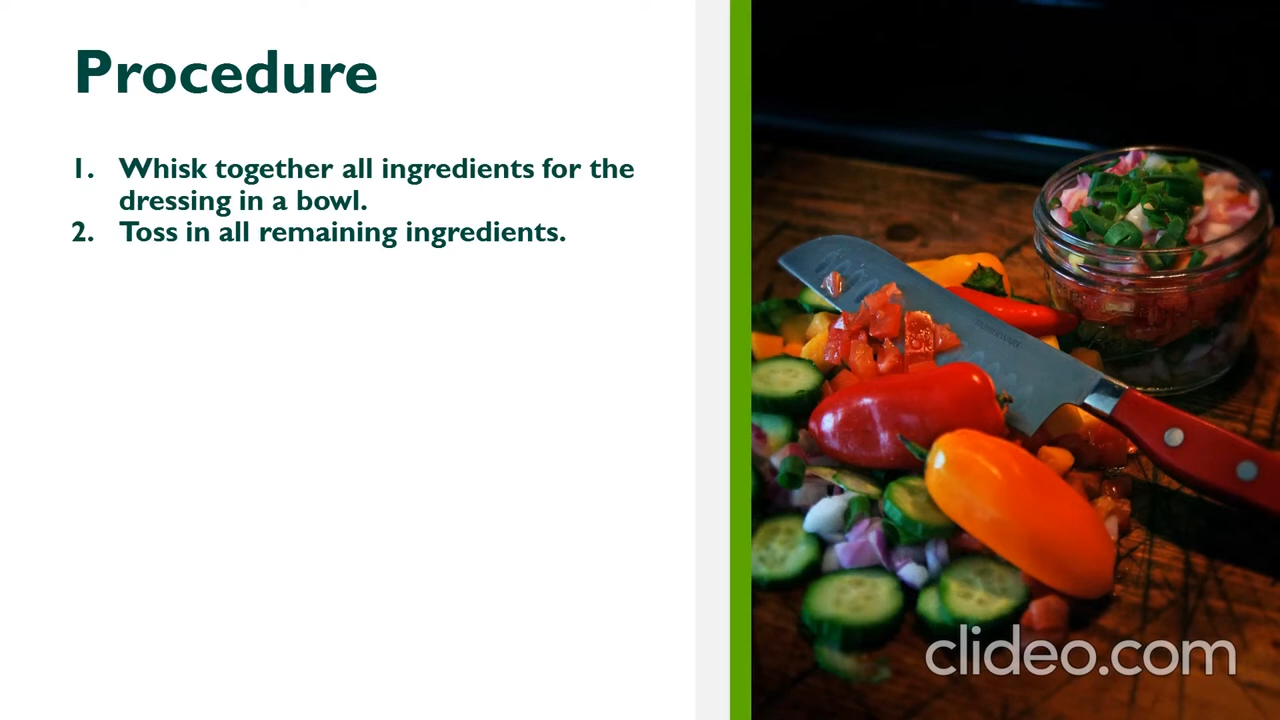 Procedure
1. Whisk together all ingredients for the
dressing in a bowl.
2. Toss in all remaining ingredients.
clideo.com